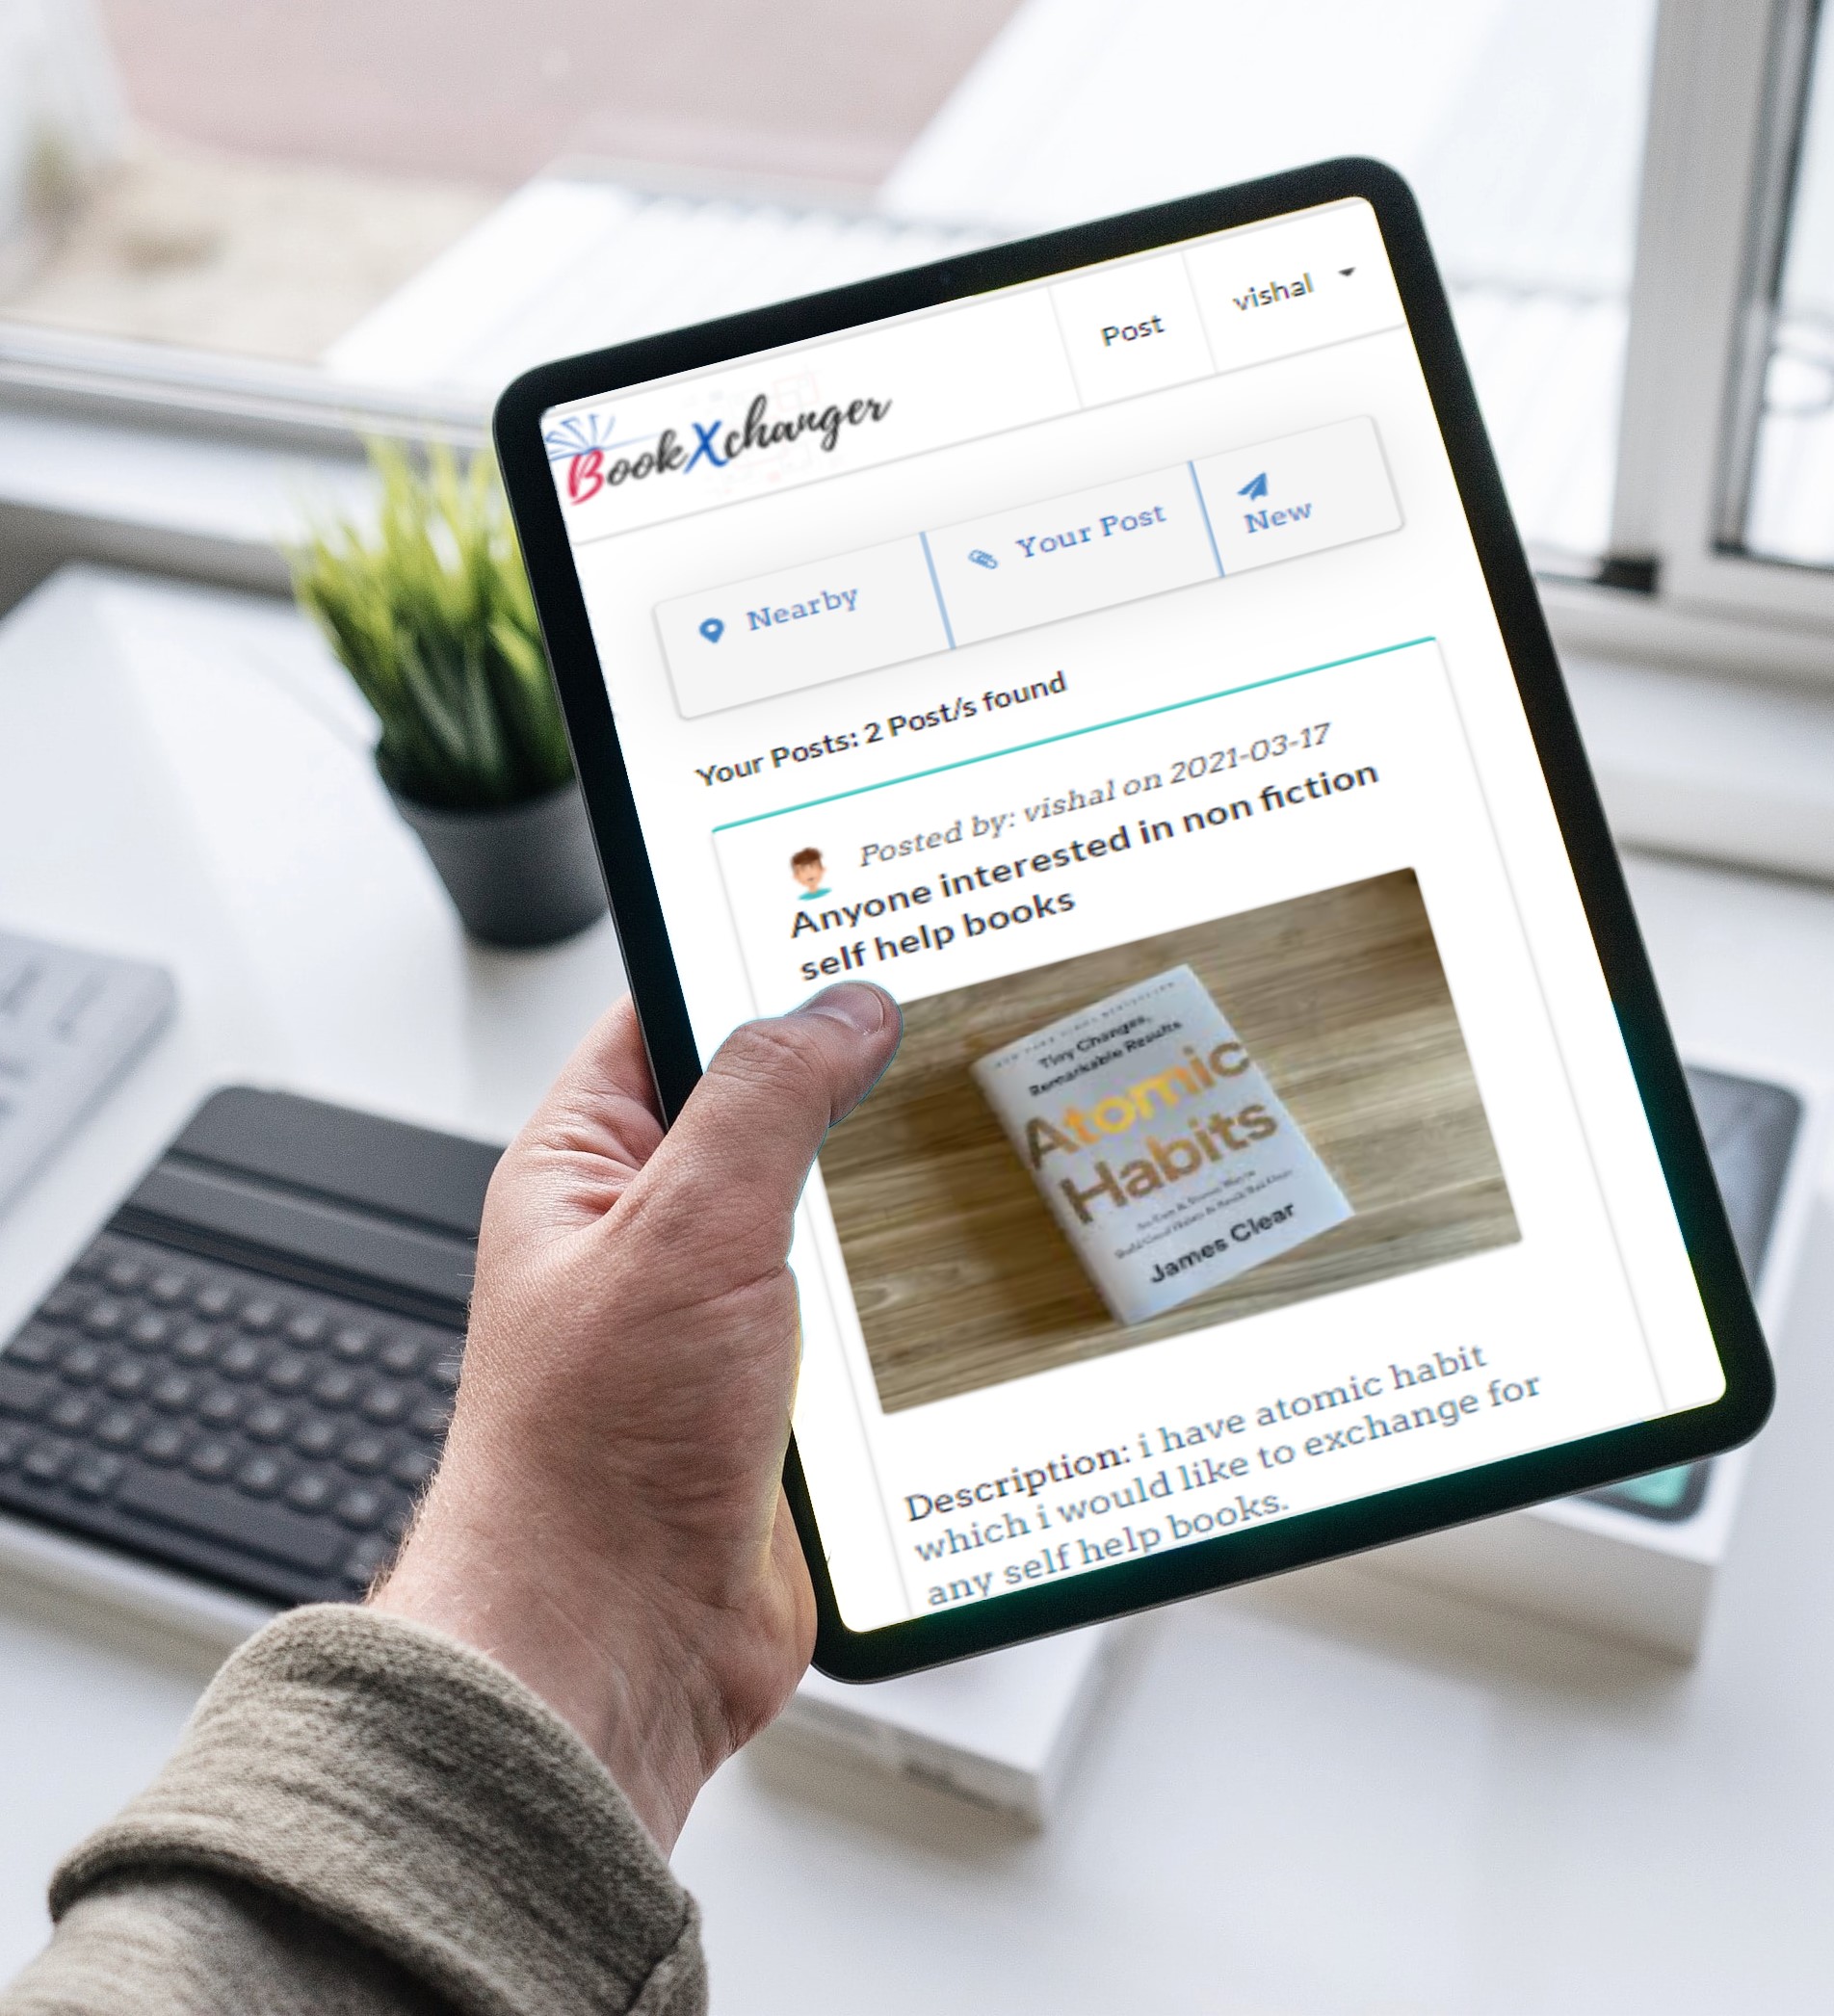 BookXchanger
Post
vishal
Nearby
Your Post
New
Your Posts: 2 Post/s found
Posted by: vishal on 2021-03-17
Anyone interested in non fiction
self help books
Tiny Changes,
Remarkable Results
Atomic
Habits
James Clear
Description: i have atomic habit
which i would like to exchange for
any self help books.